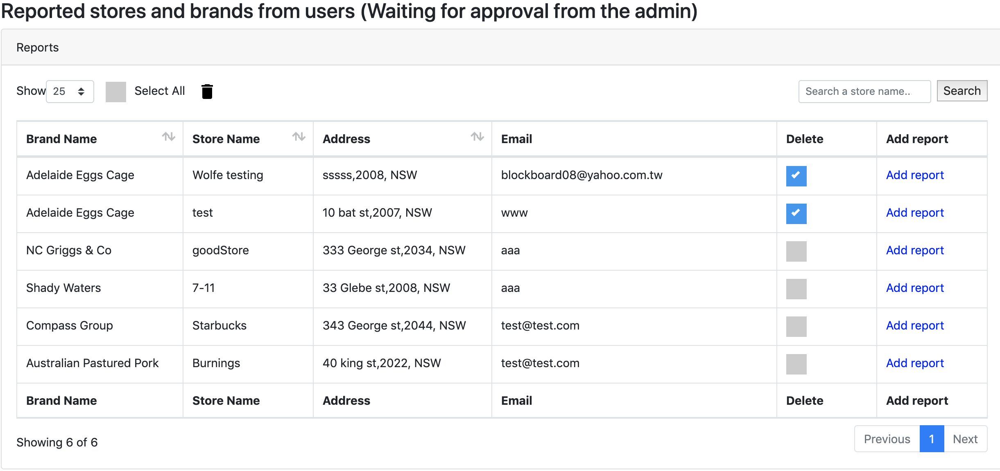 Reported stores and brands from users (Waiting for approval from the admin)
Reports
Show 25 Select All Search a store name... Search
Brand Name Store Name Address Email Delete Add report
Adelaide Eggs Cage Wolfe testing sssss,2008, NSW blockboard08@yahoo.com.tw Add report
Adelaide Eggs Cage test 10 bat st,2007, NSW www Add report
NC Griggs & Co goodStore 333 George st,2034, NSW aaa Add report
Shady Waters 7-11 33 Glebe st,2008, NSW aaa Add report
Compass Group Starbucks 343 George st,2044, NSW test@test.com Add report
Australian Pastured Pork Burnings 40 king st,2022, NSW test@test.com Add report
Brand Name Store Name Address Email Delete Add report
Showing 6 of 6 Previous 1 Next